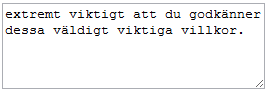 extremt viktigt att du godkänner
dessa väldigt viktiga villkor.